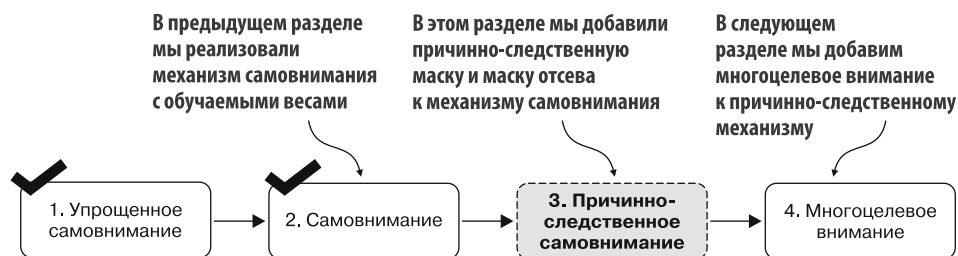 В предыдущем разделе
мы реализовали
механизм самовнимания
с обучаемыми весами
В этом разделе мы добавили
причинно-следственную
маску и маску отсева
к механизму самовнимания
В следующем
разделе мы добавим
многоцелевое внимание
к причинно-следственному
механизму
1. Упрощенное
самовнимание
2. Самовнимание
3. Причинно-
следственное
самовнимание
4. Многоцелевое
внимание